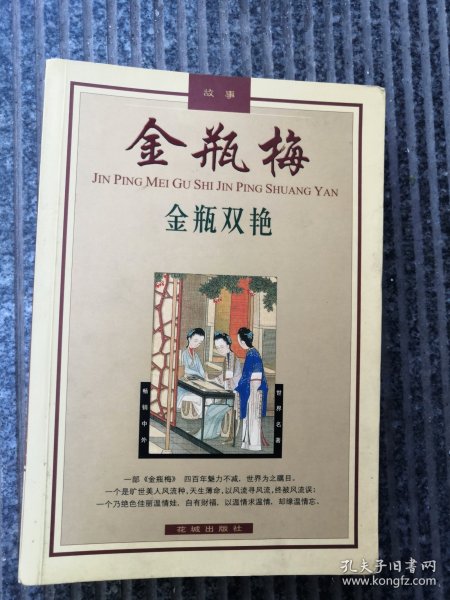 故事
金瓶梅
JIN PING MEI GU SHI JIN PING SHUANG YAN
金瓶双艳
畅销中外
世界名著
一部《金瓶梅》 四百年魅力不减，世界为之瞩目。
一个是旷世美人风流种，天生薄命，以风流寻风流，终被风流误；
一个乃绝色佳丽温情娃，自有财福，以温情求温情，却缘温情忘。
花城出版社
孔夫子旧书网
www.kongfz.com